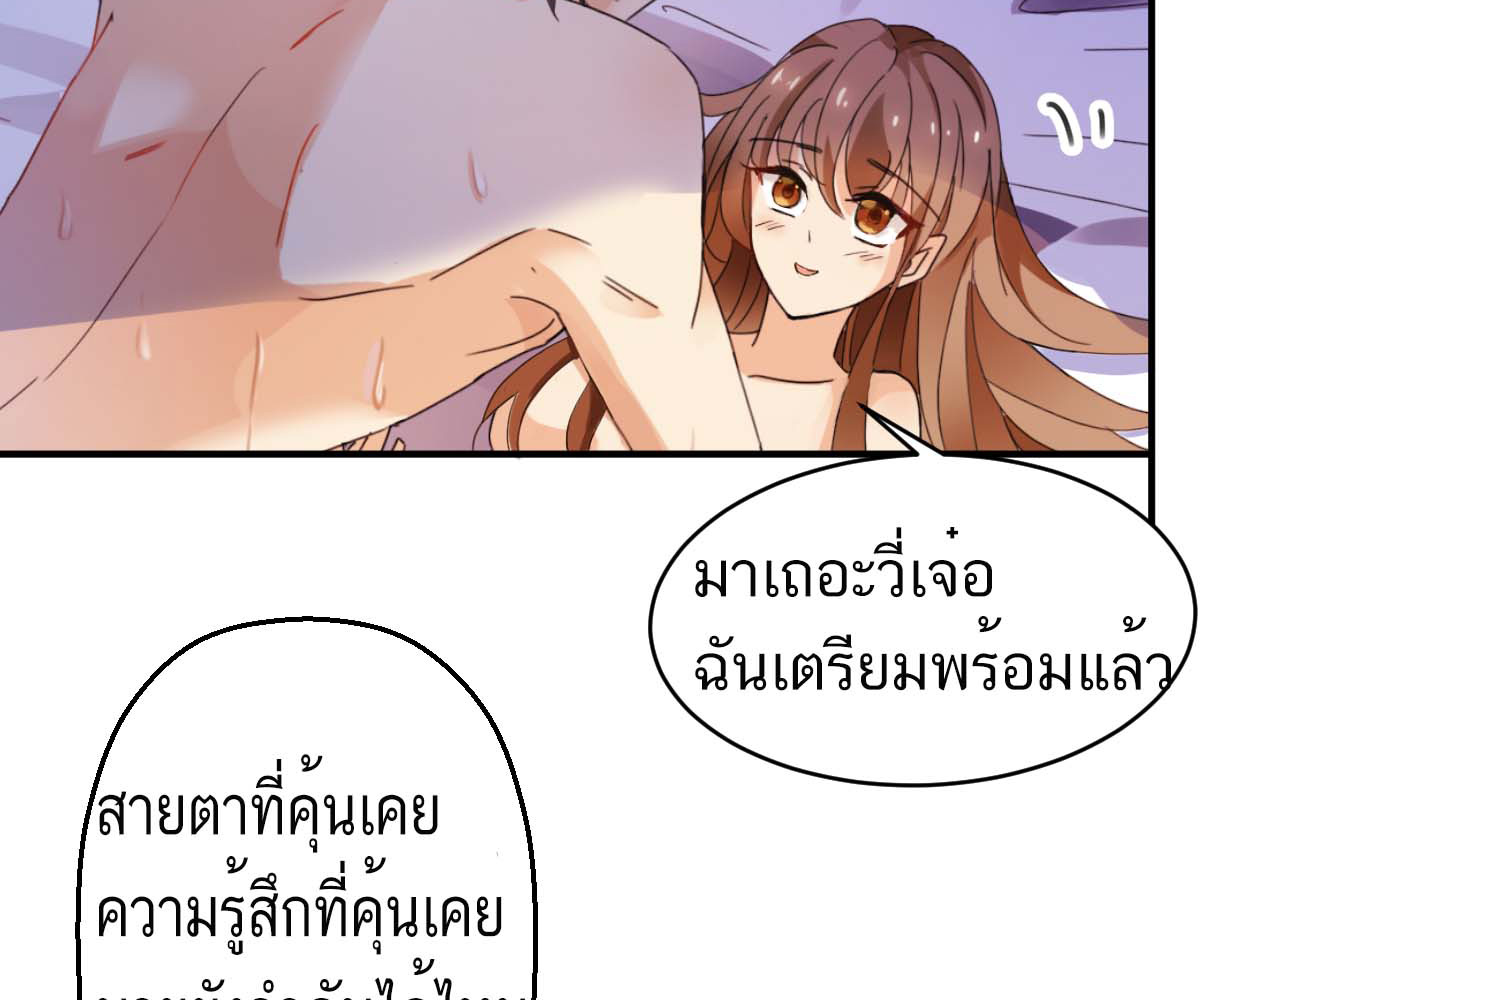 มาเถอะวี่เจ๋อ
ฉันเตรียมพร้อมแล้ว
สายตาที่คุ้นเคย
ความรู้สึกที่คุ้นเคย